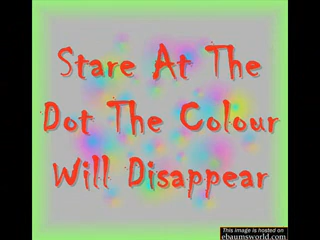 Stare At The
Dot The Colour
Will Disappear
This image is hosted on
ebaumsworld.com